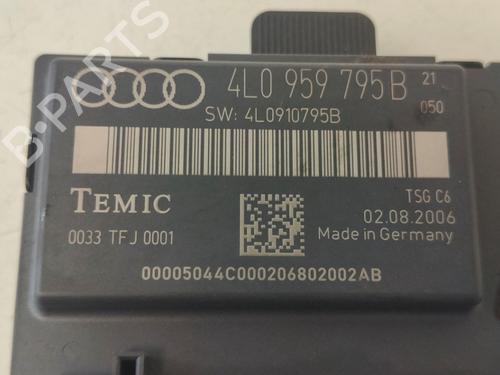 B-PARTS
4L0 959 795B 21
050
SW: 4L0910795B
TEMIC
TSG C6
02.08.2006
0033 TFJ 0001
Made in Germany
00005044C000206802002AB